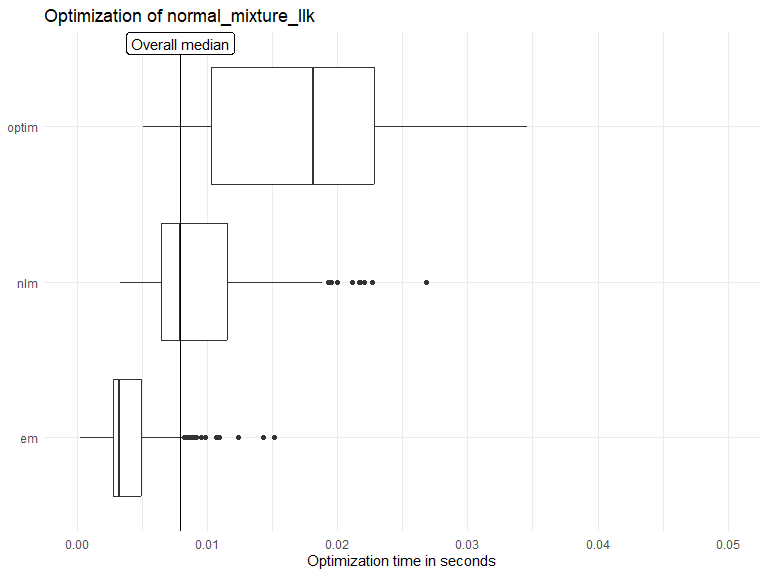 Optimization of normal_mixture_llk
Overall median
optim
nlm
em
0.00 0.01 0.02 0.03 0.04 0.05
Optimization time in seconds